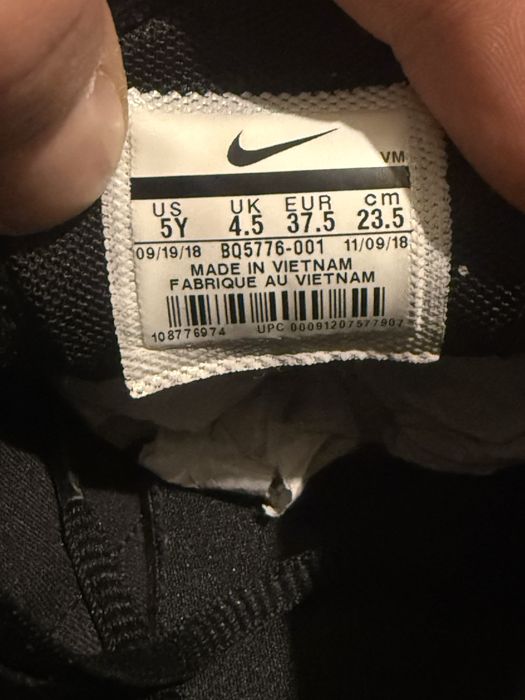 VM
US UK EUR cm
5Y 4.5 37.5 23.5
09/19/18 BQ5776-001 11/09/18
MADE IN VIETNAM
FABRIQUE AU VIETNAM
108776974 UPC 00091207577907